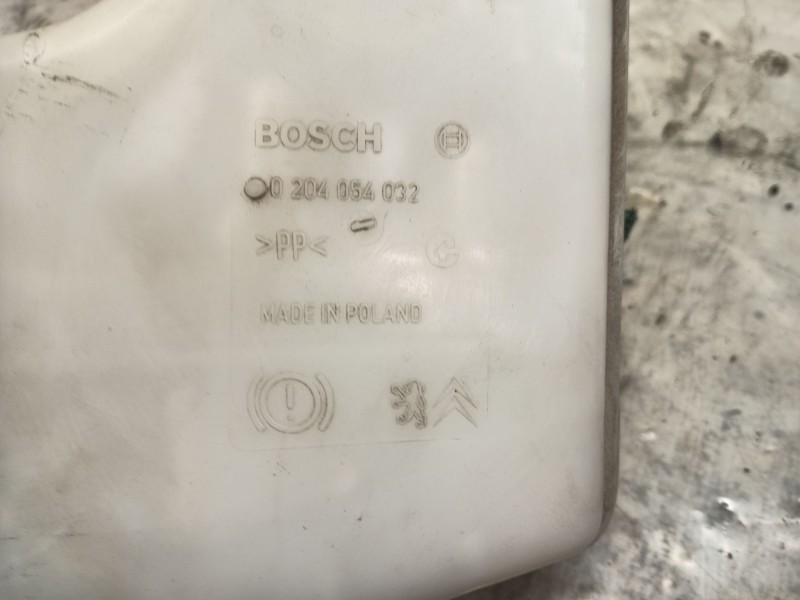 BOSCH
0 204 054 032
>PP<
C
MADE IN POLAND
!